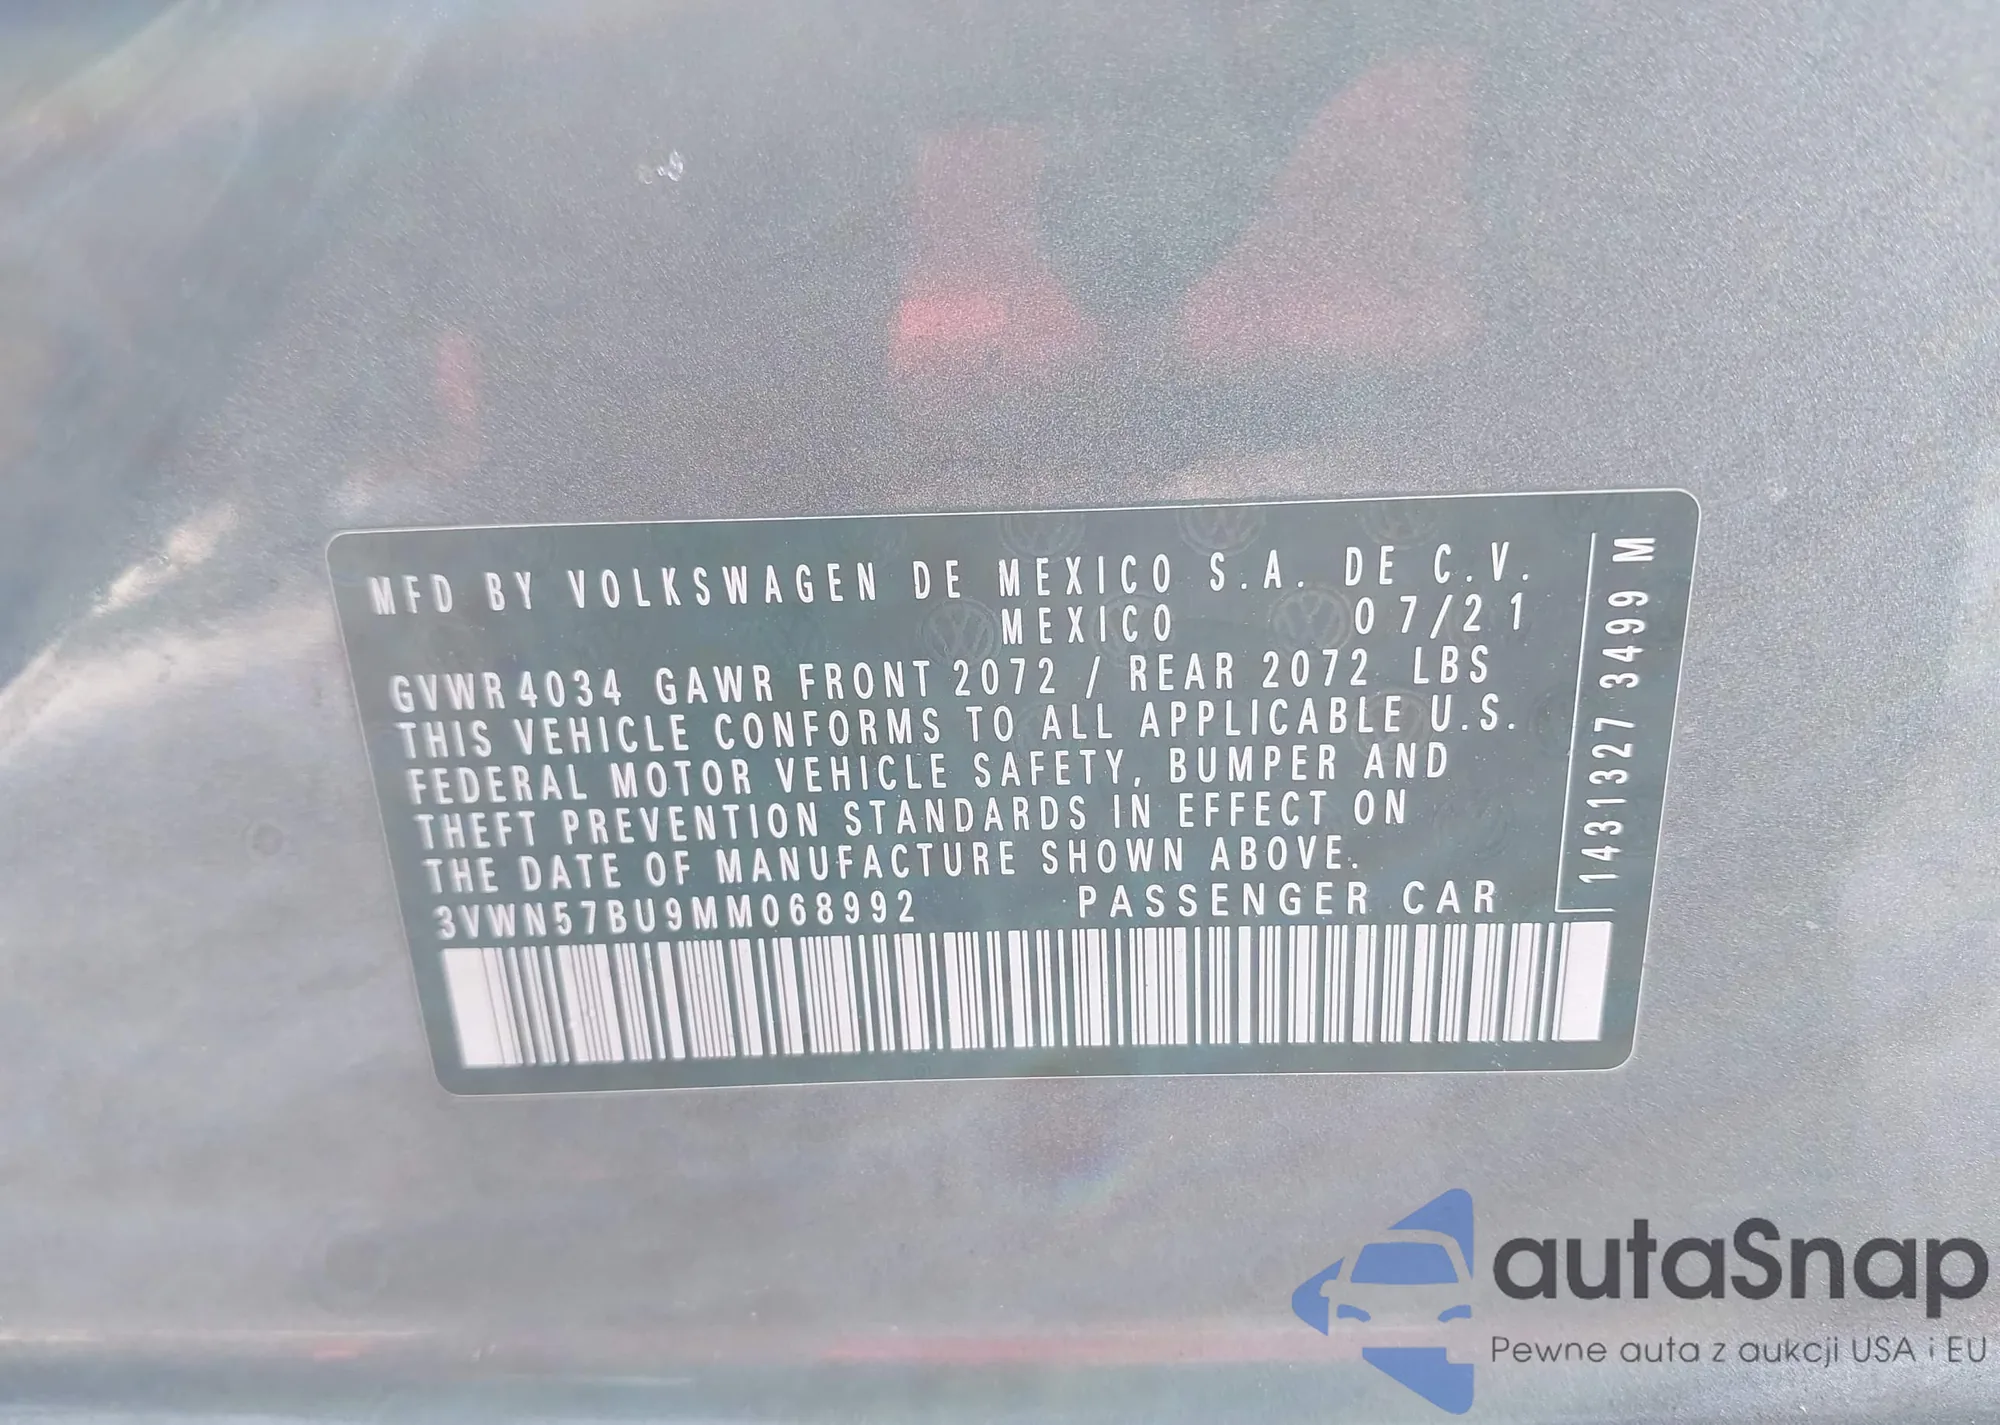 MFD BY VOLKSWAGEN DE MEXICO S.A. DE C.V.
MEXICO 07/21
GVWR 4034 GAWR FRONT 2072 / REAR 2072 LBS
THIS VEHICLE CONFORMS TO ALL APPLICABLE U.S.
FEDERAL MOTOR VEHICLE SAFETY, BUMPER AND
THEFT PREVENTION STANDARDS IN EFFECT ON
THE DATE OF MANUFACTURE SHOWN ABOVE.
3VWN57BU9MM068992 PASSENGER CAR
1431327 3499 M
autaSnap
Pewne auta z aukcji USA i EU